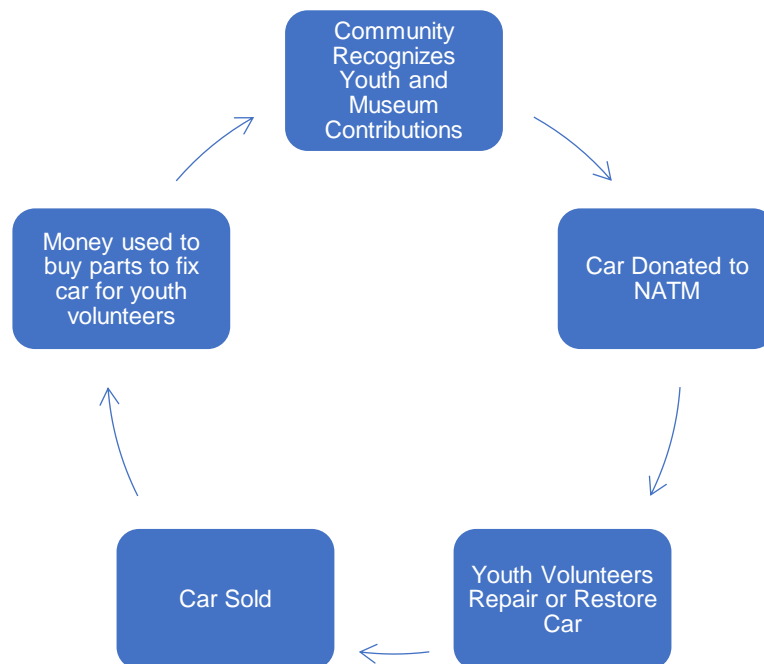 Community
Recognizes
Youth and
Museum
Contributions
Car Donated to
NATM
Youth Volunteers
Repair or Restore
Car
Car Sold
Money used to
buy parts to fix
car for youth
volunteers